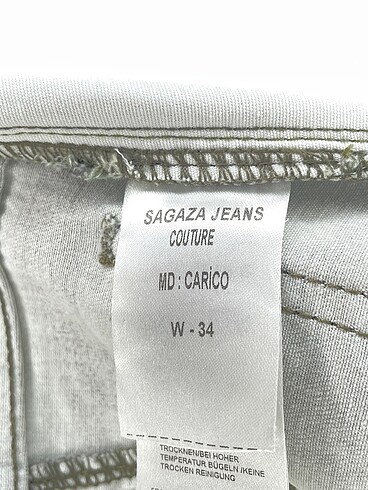 SAGAZA JEANS
COUTURE
MD : CARİCO
W - 34
TROCKNEN/BEI HOHER
TEMPERATUR BÜGELN /KEINE
TROCKEN REINIGUNG